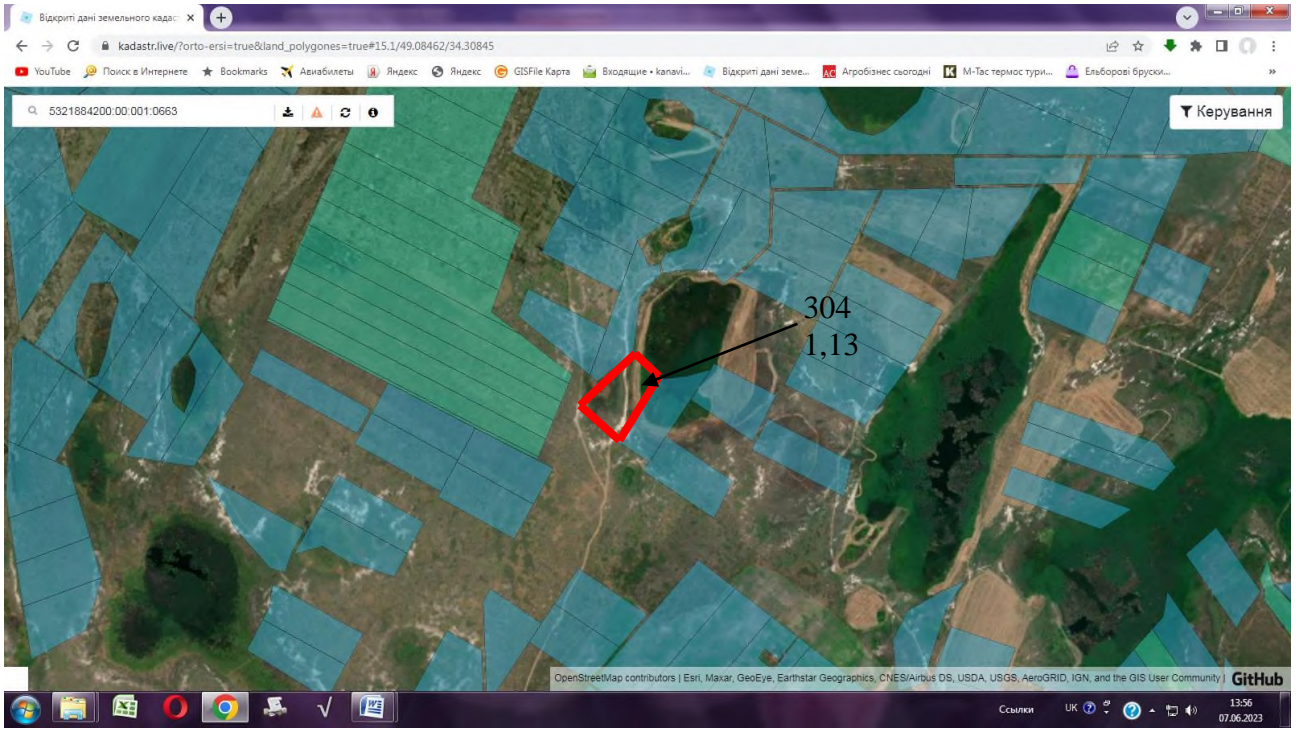 Відкриті дані земельного кадас
kadastr.live/?orto-ersi=true&land_polygones=true#15.1/49.08462/34.30845
YouTube Поиск в Интернете Bookmarks Авиабилеты Яндекс Яндекс GISFile Карта Входящие • kanavi... Відкриті дані земе... Агробізнес сьогодні М-Тас термос тури... Ельборові бруски... »
5321884200:00:001:0663
Керування
304
1,13
OpenStreetMap contributors | Esri, Maxar, GeoEye, Earthstar Geographics, CNES/Airbus DS, USDA, USGS, AeroGRID, IGN, and the GIS User Community | GitHub
Ссылки UK 13:56
07.06.2023